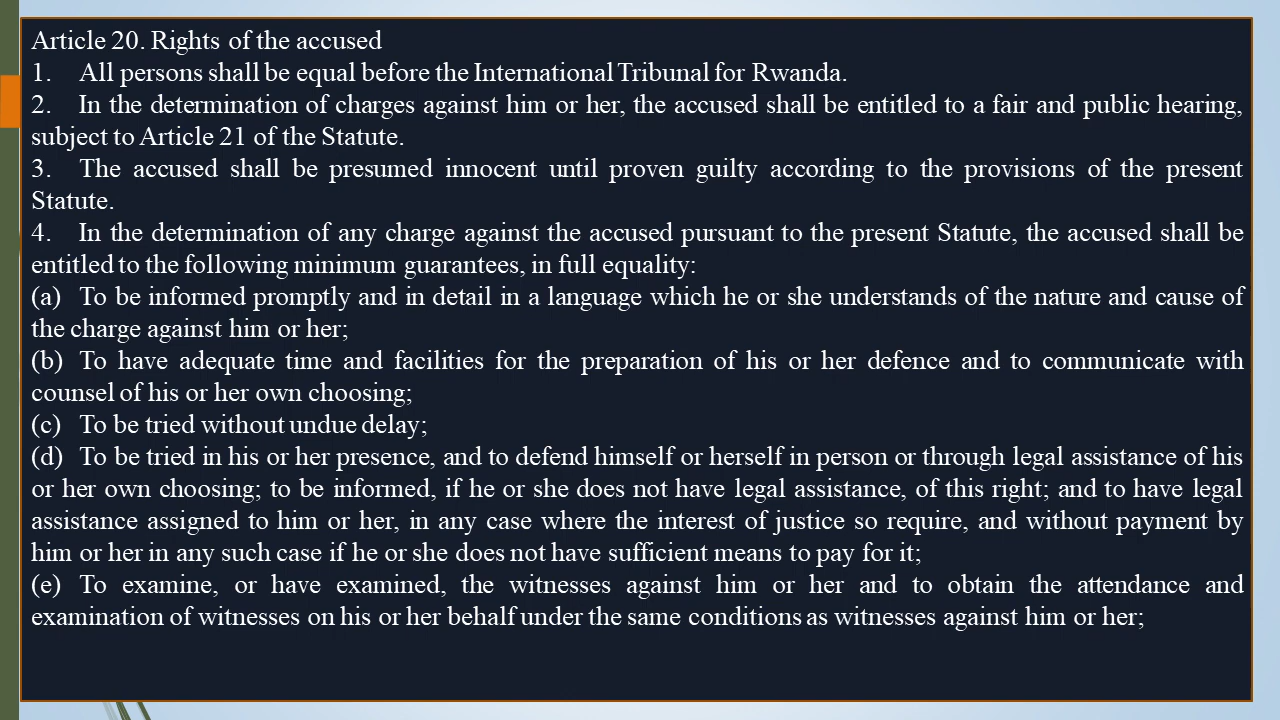 Article 20. Rights of the accused
1. All persons shall be equal before the International Tribunal for Rwanda.
2. In the determination of charges against him or her, the accused shall be entitled to a fair and public hearing,
subject to Article 21 of the Statute.
3. The accused shall be presumed innocent until proven guilty according to the provisions of the present
Statute.
4. In the determination of any charge against the accused pursuant to the present Statute, the accused shall be
entitled to the following minimum guarantees, in full equality:
(a) To be informed promptly and in detail in a language which he or she understands of the nature and cause of
the charge against him or her;
(b) To have adequate time and facilities for the preparation of his or her defence and to communicate with
counsel of his or her own choosing;
(c) To be tried without undue delay;
(d) To be tried in his or her presence, and to defend himself or herself in person or through legal assistance of his
or her own choosing; to be informed, if he or she does not have legal assistance, of this right; and to have legal
assistance assigned to him or her, in any case where the interest of justice so require, and without payment by
him or her in any such case if he or she does not have sufficient means to pay for it;
(e) To examine, or have examined, the witnesses against him or her and to obtain the attendance and
examination of witnesses on his or her behalf under the same conditions as witnesses against him or her;